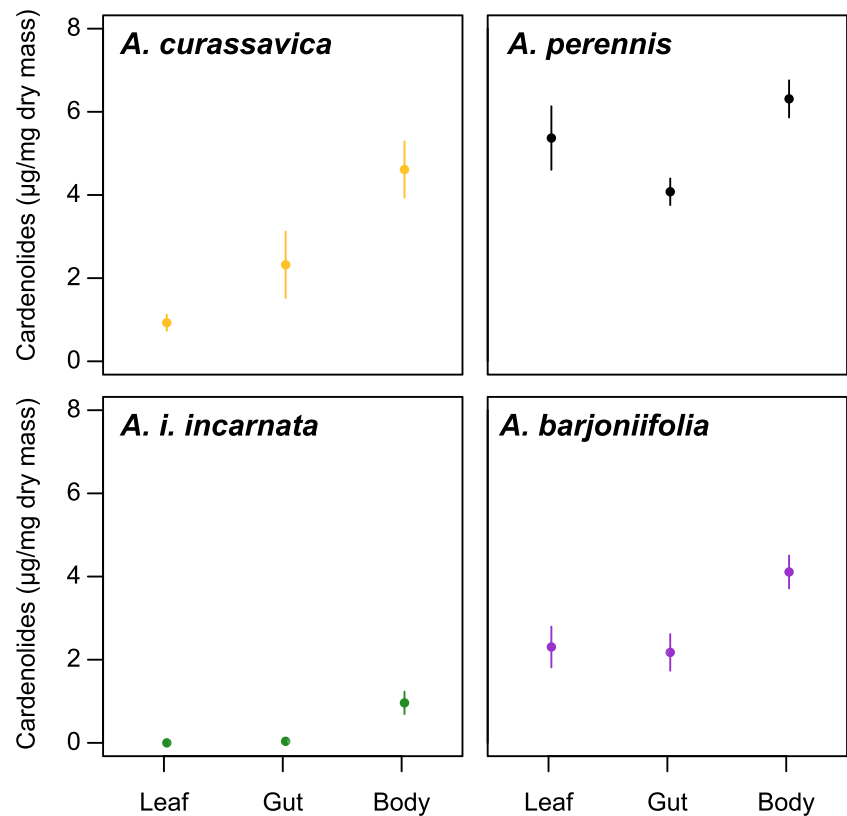 A. curassavica
A. perennis
Cardenolides (µg/mg dry mass)
8
6
4
2
0
A. i. incarnata
A. barjoniifolia
Cardenolides (µg/mg dry mass)
8
6
4
2
0
Leaf Gut Body
Leaf Gut Body